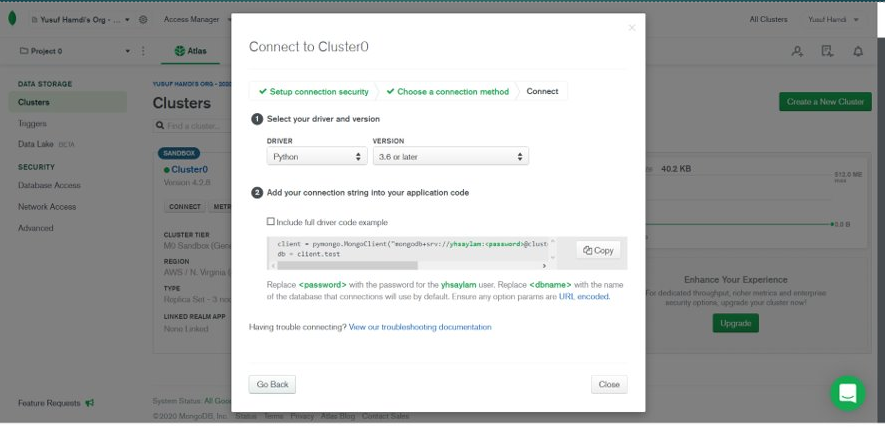 Yusuf Hamdi's Org - ...
Access Manager
All Clusters
Yusuf Hamdi
Project 0
Atlas
DATA STORAGE
Clusters
Triggers
Data Lake BETA
SECURITY
Database Access
Network Access
Advanced
Feature Requests
YUSUF HAMDI'S ORG -
Clusters
Find a cluster...
SANDBOX
Cluster0
Version 4.2.8
CONNECT
METR
CLUSTER TIER
M0 Sandbox (Gene
REGION
AWS / N. Virginia (
TYPE
Replica Set - 3 no
LINKED REALM APP
None Linked
System Status: All Goo
©2020 MongoDB, Inc. Status Terms Privacy Atlas Blog Contact Sales
Connect to Cluster0
Setup connection security
Choose a connection method
Connect
1 Select your driver and version
DRIVER
VERSION
Python
3.6 or later
2 Add your connection string into your application code
Include full driver code example
client = pymongo.MongoClient("mongodb+srv://yhsaylam:<password>@clust
db = client.test
Copy
Replace <password> with the password for the yhsaylam user. Replace <dbname> with the name
of the database that connections will use by default. Ensure any option params are URL encoded.
Having trouble connecting? View our troubleshooting documentation
Go Back
Close
Create a New Cluster
40.2 KB
512.0 MB
max
0.0 B
Enhance Your Experience
For dedicated throughput, richer metrics and enterprise
security options, upgrade your cluster now!
Upgrade